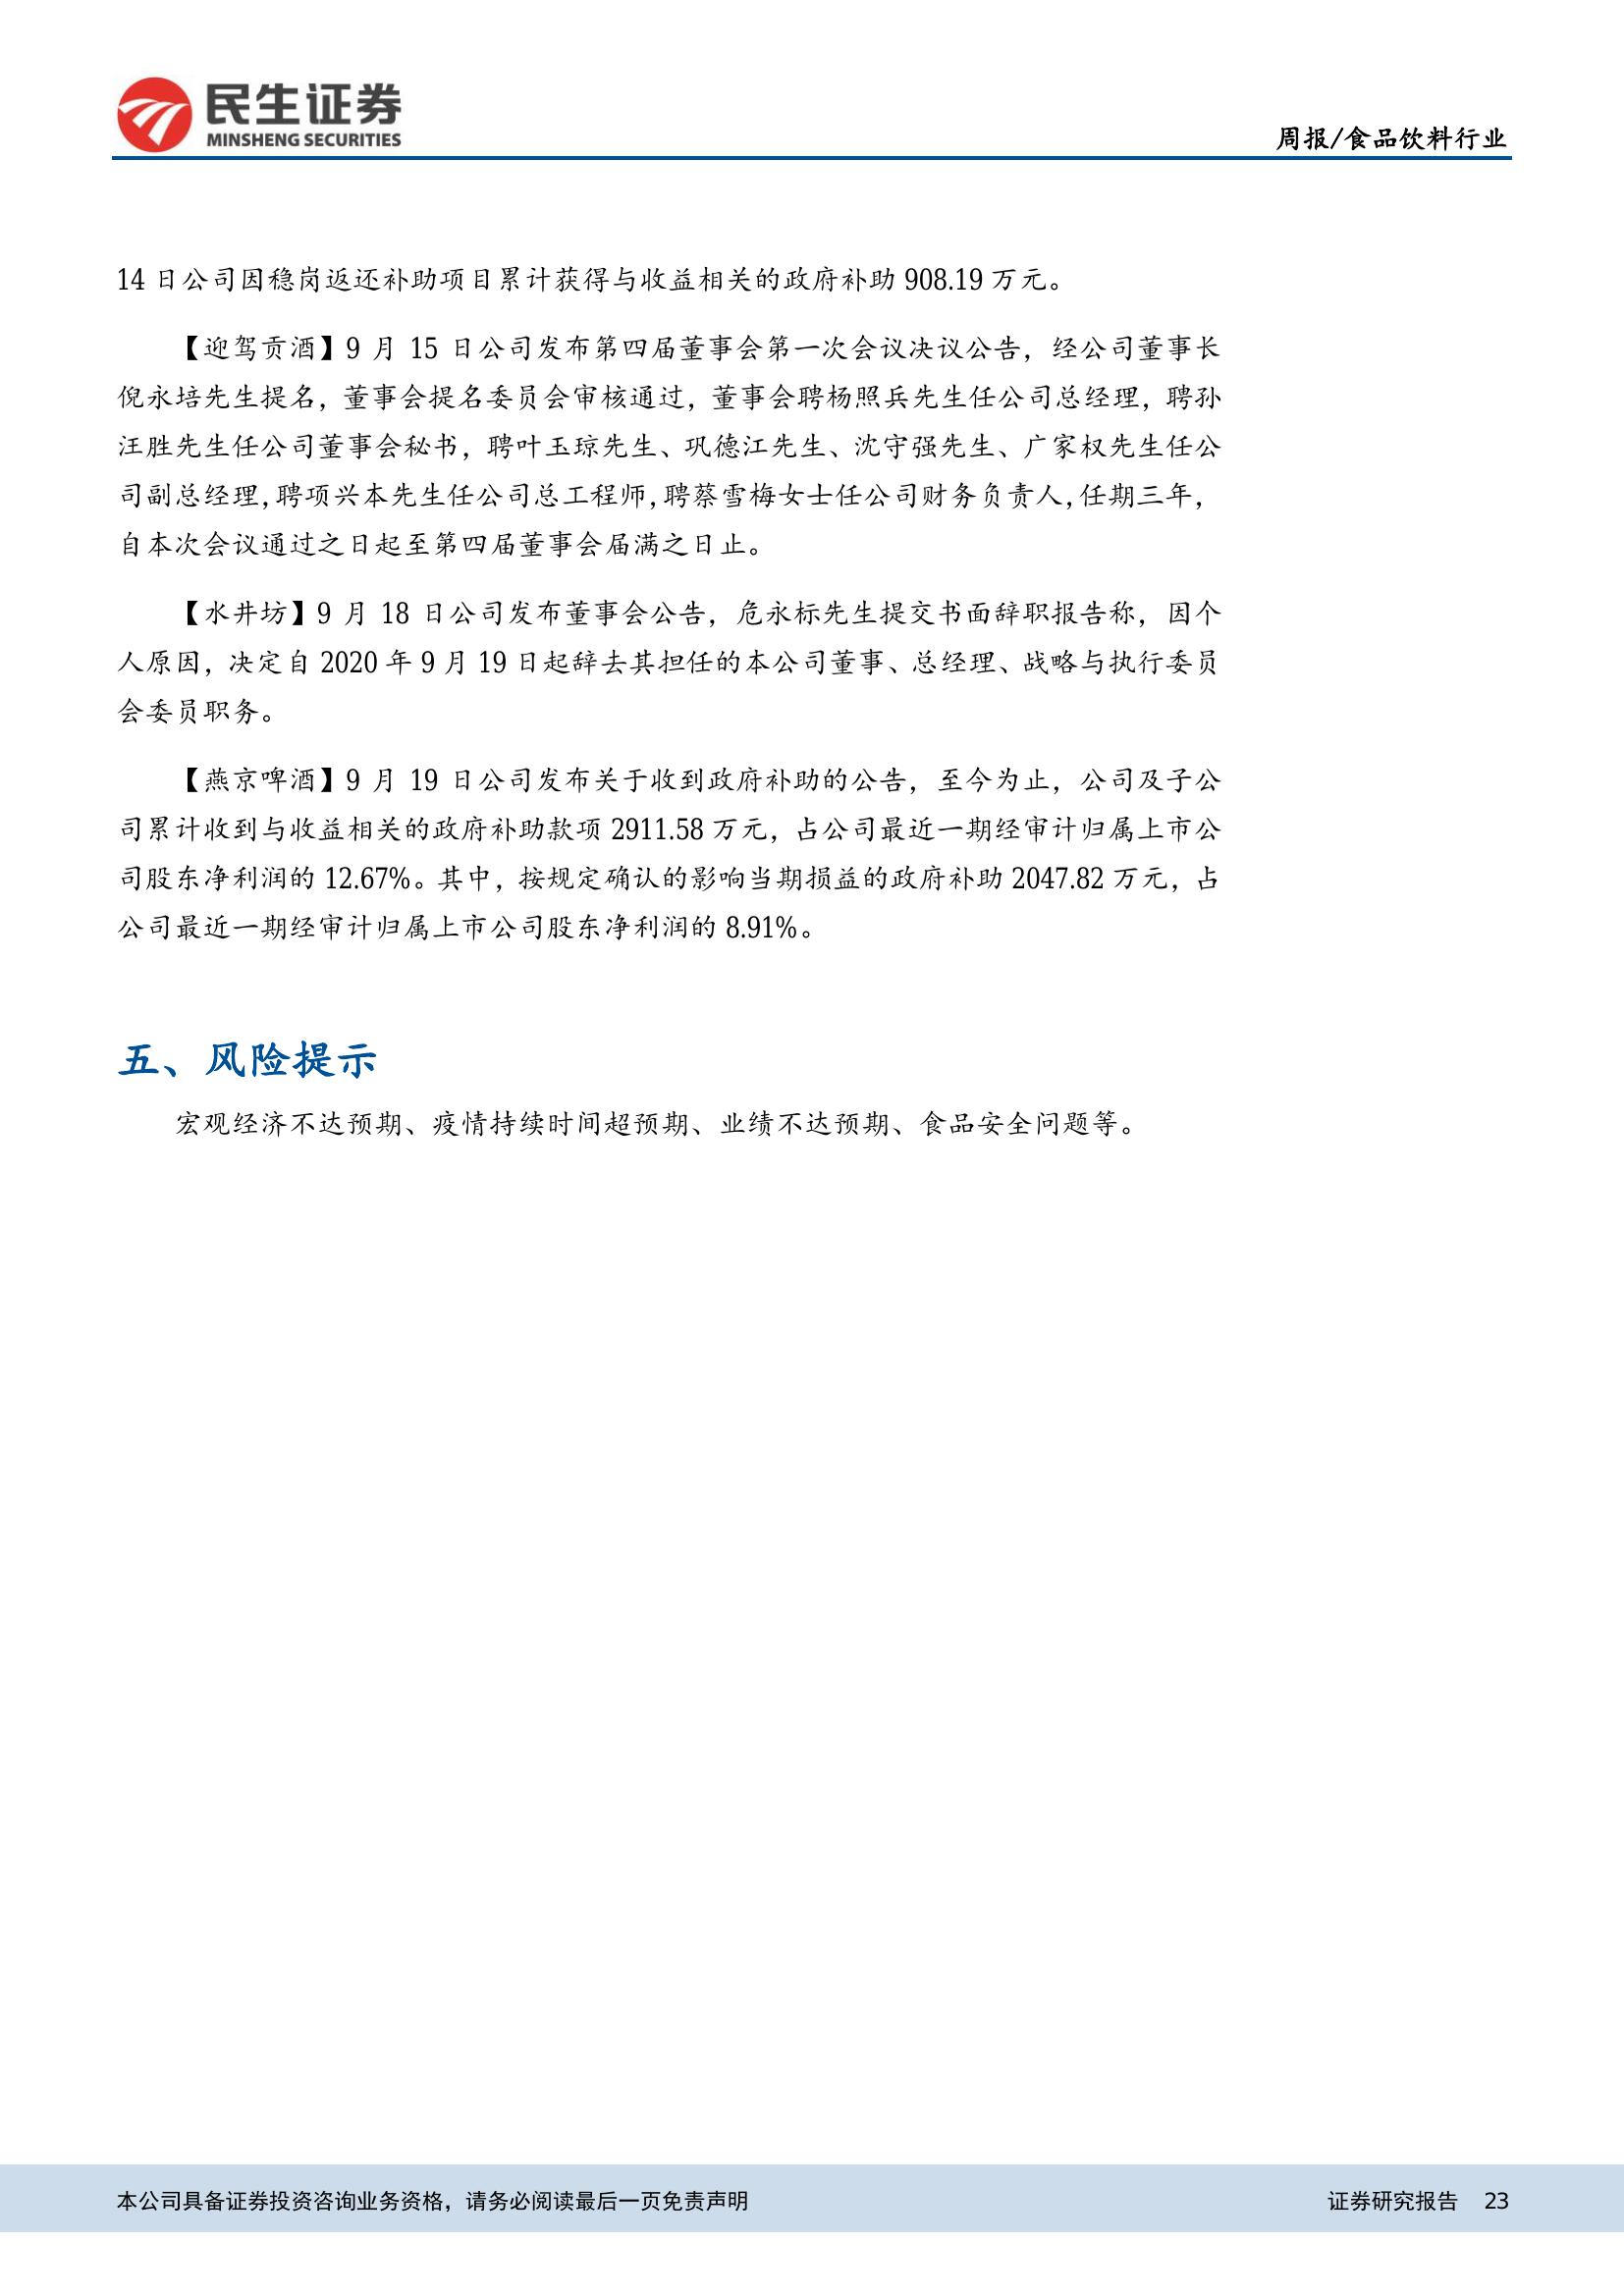 民生证券
MINSHENG SECURITIES
周报/食品饮料行业
14 日公司因稳岗返还补助项目累计获得与收益相关的政府补助 908.19 万元。
【迎驾贡酒】9 月 15 日公司发布第四届董事会第一次会议决议公告，经公司董事长
倪永培先生提名，董事会提名委员会审核通过，董事会聘杨照兵先生任公司总经理，聘孙
汪胜先生任公司董事会秘书，聘叶玉琼先生、巩德江先生、沈守强先生、广家权先生任公
司副总经理,聘项兴本先生任公司总工程师,聘蔡雪梅女士任公司财务负责人,任期三年，
自本次会议通过之日起至第四届董事会届满之日止。
【水井坊】9 月 18 日公司发布董事会公告，危永标先生提交书面辞职报告称，因个
人原因，决定自 2020 年 9 月 19 日起辞去其担任的本公司董事、总经理、战略与执行委员
会委员职务。
【燕京啤酒】9 月 19 日公司发布关于收到政府补助的公告，至今为止，公司及子公
司累计收到与收益相关的政府补助款项 2911.58 万元，占公司最近一期经审计归属上市公
司股东净利润的 12.67%。其中，按规定确认的影响当期损益的政府补助 2047.82 万元，占
公司最近一期经审计归属上市公司股东净利润的 8.91%。
五、风险提示
宏观经济不达预期、疫情持续时间超预期、业绩不达预期、食品安全问题等。
本公司具备证券投资咨询业务资格，请务必阅读最后一页免责声明
证券研究报告 23